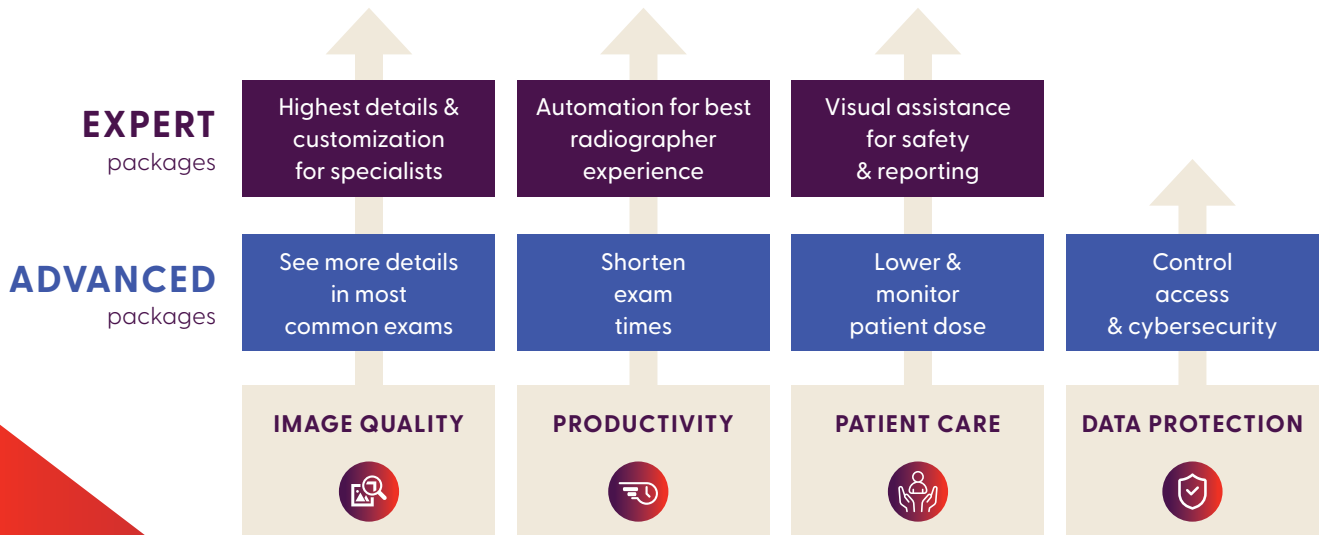 EXPERT
packages
Highest details &
customization
for specialists
Automation for best
radiographer
experience
Visual assistance
for safety
& reporting
ADVANCED
packages
See more details
in most
common exams
Shorten
exam
times
Lower &
monitor
patient dose
Control
access
& cybersecurity
IMAGE QUALITY
PRODUCTIVITY
PATIENT CARE
DATA PROTECTION